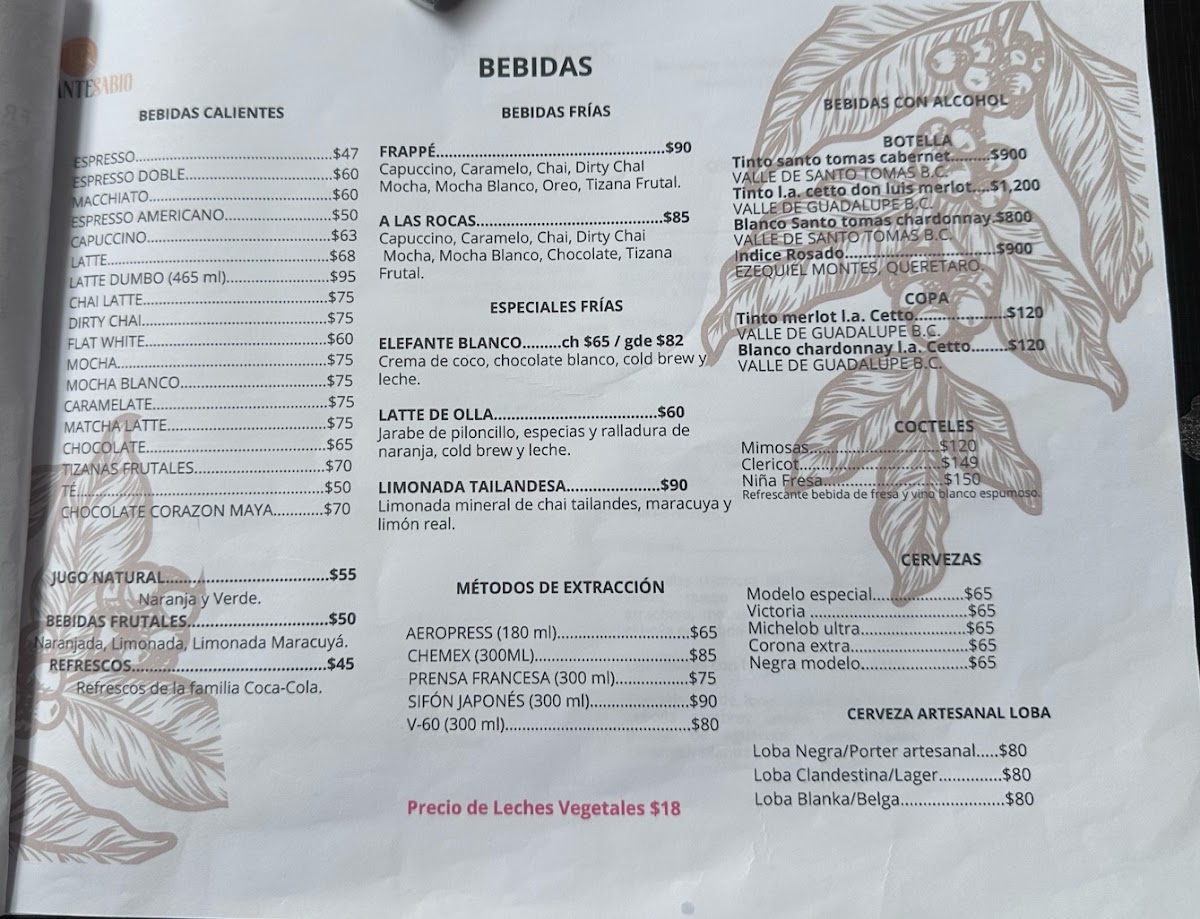 ANTESABIO
BEBIDAS
BEBIDAS CALIENTES
ESPRESSO..............................$47
ESPRESSO DOBLE......................$60
MACCHIATO..............................$60
ESPRESSO AMERICANO................$50
CAPUCCINO..............................$63
LATTE..............................$68
LATTE DUMBO (465 ml)................$95
CHAI LATTE..............................$75
DIRTY CHAI..............................$75
FLAT WHITE..............................$60
MOCHA..............................$75
MOCHA BLANCO......................$75
CARAMELATE..............................$75
MATCHA LATTE......................$75
CHOCOLATE..............................$65
TIZANAS FRUTALES......................$70
TÉ..............................$50
CHOCOLATE CORAZON MAYA............$70
JUGO NATURAL......................$55
Naranja y Verde.
BEBIDAS FRUTALES......................$50
Naranjada, Limonada, Limonada Maracuyá.
REFRESCOS..............................$45
Refrescos de la familia Coca-Cola.
BEBIDAS FRÍAS
FRAPPÉ..............................$90
Capuccino, Caramelo, Chai, Dirty ChaI
Mocha, Mocha Blanco, Oreo, Tizana Frutal.
A LAS ROCAS..............................$85
Capuccino, Caramelo, Chai, Dirty Chai
Mocha, Mocha Blanco, Chocolate, Tizana
Frutal.
ESPECIALES FRÍAS
ELEFANTE BLANCO.........ch $65 / gde $82
Crema de coco, chocolate blanco, cold brew y
leche.
LATTE DE OLLA..............................$60
Jarabe de piloncillo, especias y ralladura de
naranja, cold brew y leche.
LIMONADA TAILANDESA......................$90
Limonada mineral de chai tailandes, maracuya y
limón real.
MÉTODOS DE EXTRACCIÓN
AEROPRESS (180 ml)......................$65
CHEMEX (300ML)..............................$85
PRENSA FRANCESA (300 ml)...............$75
SIFÓN JAPONÉS (300 ml)....................$90
V-60 (300 ml)..............................$80
Precio de Leches Vegetales $18
BEBIDAS CON ALCOHOL
BOTELLA
Tinto santo tomas cabernet.........$900
VALLE DE SANTO TOMAS B.C.
Tinto l.a. cetto don luis merlot....$1,200
VALLE DE GUADALUPE B.C.
Blanco Santo tomas chardonnay.$800
VALLE DE SANTO TOMAS B.C.
Indice Rosado..............................$900
EZEQUIEL MONTES, QUERETARO.
COPA
Tinto merlot l.a. Cetto..................$120
VALLE DE GUADALUPE B.C.
Blanco chardonnay l.a. Cetto........$120
VALLE DE GUADALUPE B.C.
COCTELES
Mimosas......................$120
Clericot........................$149
Niña Fresa......................$150
Refrescante bebida de fresa y vino blanco espumoso.
CERVEZAS
Modelo especial......................$65
Victoria ..............................$65
Michelob ultra......................$65
Corona extra..........................$65
Negra modelo........................$65
CERVEZA ARTESANAL LOBA
Loba Negra/Porter artesanal.....$80
Loba Clandestina/Lager.............$80
Loba Blanka/Belga......................$80